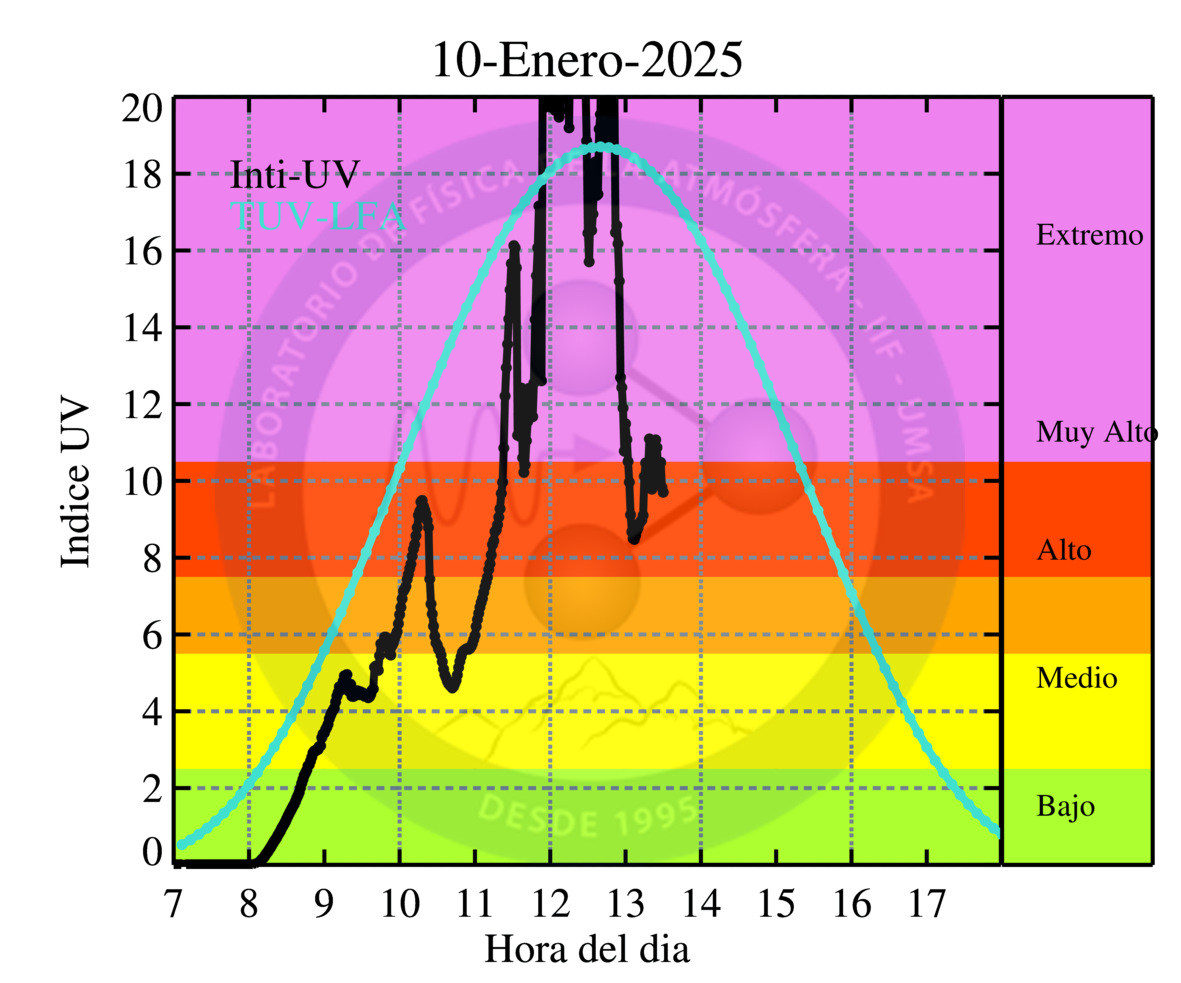 10-Enero-2025
Inti-UV
TUV-LFA
Indice UV
20
18
16
14
12
10
8
6
4
2
0
7 8 9 10 11 12 13 14 15 16 17
Hora del dia
Extremo
Muy Alto
Alto
Medio
Bajo
LABORATORIO DE FÍSICA DE LA ATMÓSFERA - IIF - UMSA
DESDE 1995